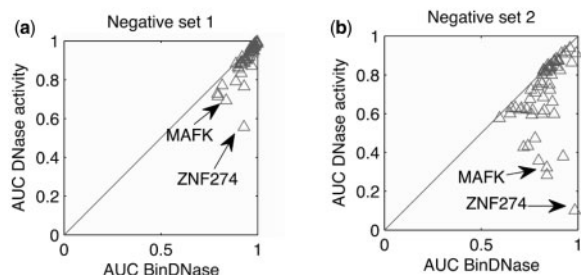 (a) Negative set 1
AUC DNase activity
1
0.8
0.6
0.4
0.2
0
MAFK
ZNF274
0 0.5 1
AUC BinDNase
(b) Negative set 2
AUC DNase activity
1
0.8
0.6
0.4
0.2
0
MAFK
ZNF274
0 0.5 1
AUC BinDNase